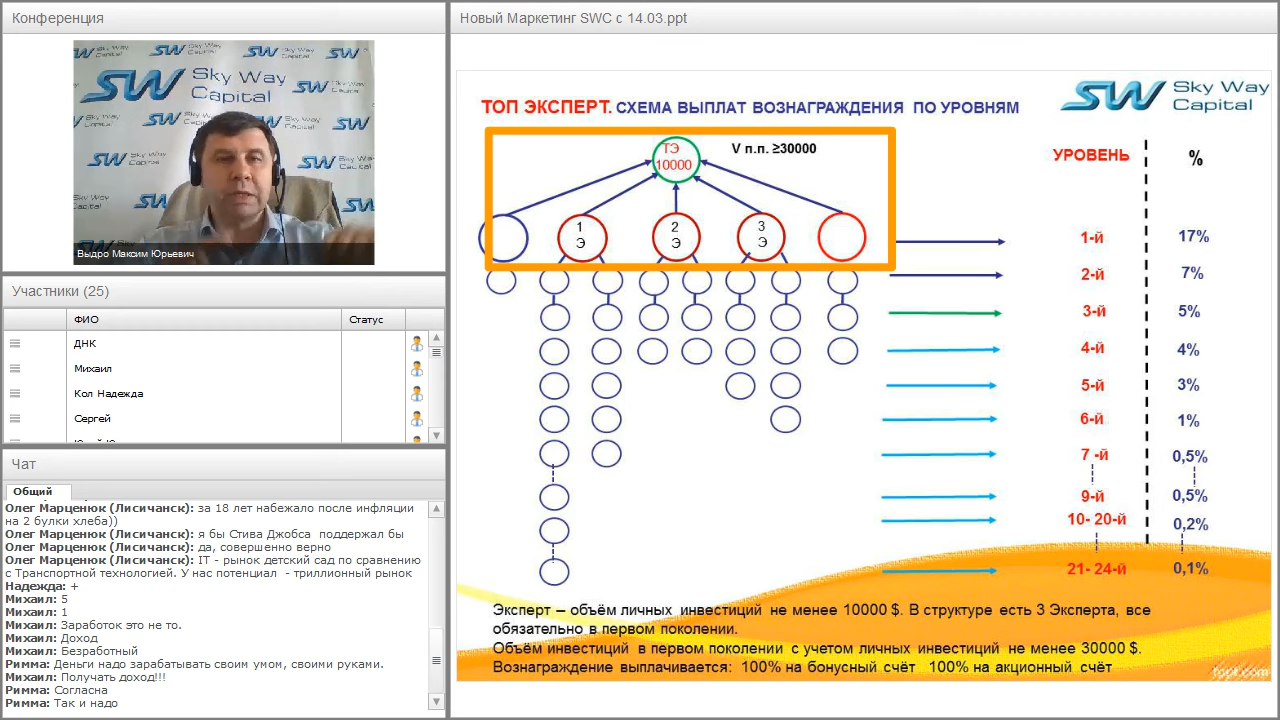 Конференция
SW Sky Way Capital
Sky Way
Capital
Выдро Максим Юрьевич
Участники (25)
ФИО
Статус
ДНК
Михаил
Кол Надежда
Сергей
Чат
Общий
Олег Марценюк (Лисичанск): за 18 лет набежало после инфляции
на 2 булки хлеба))
Олег Марценюк (Лисичанск): я бы Стива Джобса поддержал бы
Олег Марценюк (Лисичанск): да, совершенно верно
Олег Марценюк (Лисичанск): IT - рынок детский сад по сравнению
с Транспортной технологией. У нас потенциал - триллионный рынок
Надежда: +
Михаил: 5
Михаил: 1
Михаил: Заработок это не то.
Михаил: Доход
Михаил: Безработный
Римма: Деньги надо зарабатывать своим умом, своими руками.
Михаил: Получать доход!!!
Римма: Согласна
Римма: Так и надо
Новый Маркетинг SWC с 14.03.ppt
ТОП ЭКСПЕРТ. СХЕМА ВЫПЛАТ ВОЗНАГРАЖДЕНИЯ ПО УРОВНЯМ
SW Sky Way
Capital
ТЭ
10000
V п.п. ≥30000
1
Э
2
Э
3
Э
УРОВЕНЬ %
1-й 17%
2-й 7%
3-й 5%
4-й 4%
5-й 3%
6-й 1%
7 -й 0,5%
9-й 0,5%
10- 20-й 0,2%
21- 24-й 0,1%
Эксперт – объём личных инвестиций не менее 10000 $. В структуре есть 3 Эксперта, все
обязательно в первом поколении.
Объём инвестиций в первом поколении с учетом личных инвестиций не менее 30000 $.
Вознаграждение выплачивается: 100% на бонусный счёт 100% на акционный счёт
fppt.com